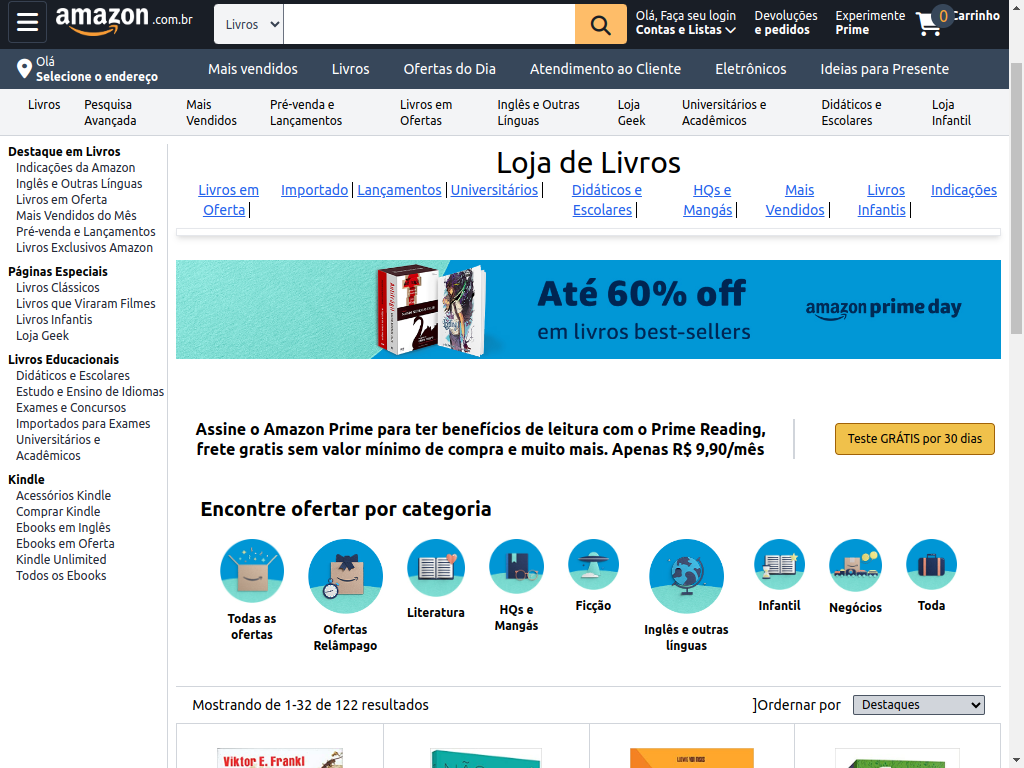 amazon.com.br
Livros
Olá, Faça seu login
Contas e Listas
Devoluções
e pedidos
Experimente
Prime
0
Carrinho
Olá
Selecione o endereço
Mais vendidos
Livros
Ofertas do Dia
Atendimento ao Cliente
Eletrônicos
Ideias para Presente
Livros
Pesquisa
Avançada
Mais
Vendidos
Pré-venda e
Lançamentos
Livros em
Ofertas
Inglês e Outras
Línguas
Loja
Geek
Universitários e
Acadêmicos
Didáticos e
Escolares
Loja
Infantil
Destaque em Livros
Indicações da Amazon
Inglês e Outras Línguas
Livros em Oferta
Mais Vendidos do Mês
Pré-venda e Lançamentos
Livros Exclusivos Amazon
Páginas Especiais
Livros Clássicos
Livros que Viraram Filmes
Livros Infantis
Loja Geek
Livros Educacionais
Didáticos e Escolares
Estudo e Ensino de Idiomas
Exames e Concursos
Importados para Exames
Universitários e
Acadêmicos
Kindle
Acessórios Kindle
Comprar Kindle
Ebooks em Inglês
Ebooks em Oferta
Kindle Unlimited
Todos os Ebooks
Loja de Livros
Livros em
Oferta
Importado
Lançamentos
Universitários
Didáticos e
Escolares
HQs e
Mangás
Mais
Vendidos
Livros
Infantis
Indicações
Até 60% off
em livros best-sellers
amazon prime day
Assine o Amazon Prime para ter benefícios de leitura com o Prime Reading,
frete gratis sem valor mínimo de compra e muito mais. Apenas R$ 9,90/mês
Teste GRÁTIS por 30 dias
Encontre ofertar por categoria
Todas as
ofertas
Ofertas
Relâmpago
Literatura
HQs e
Mangás
Ficção
Inglês e outras
línguas
Infantil
Negócios
Toda
Mostrando de 1-32 de 122 resultados
]Ordernar por
Destaques
Viktor E. Frankl